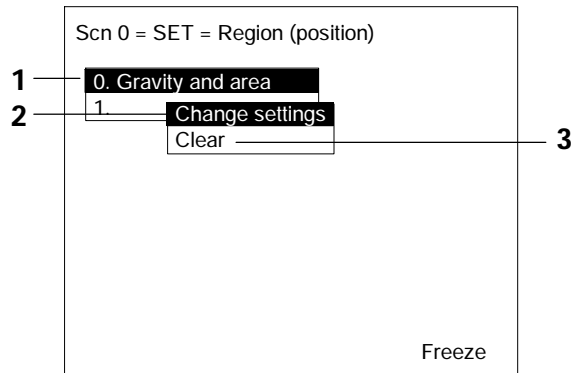 Scn 0 = SET = Region (position)
1
0. Gravity and area
2
1.
Change settings
Clear
3
Freeze